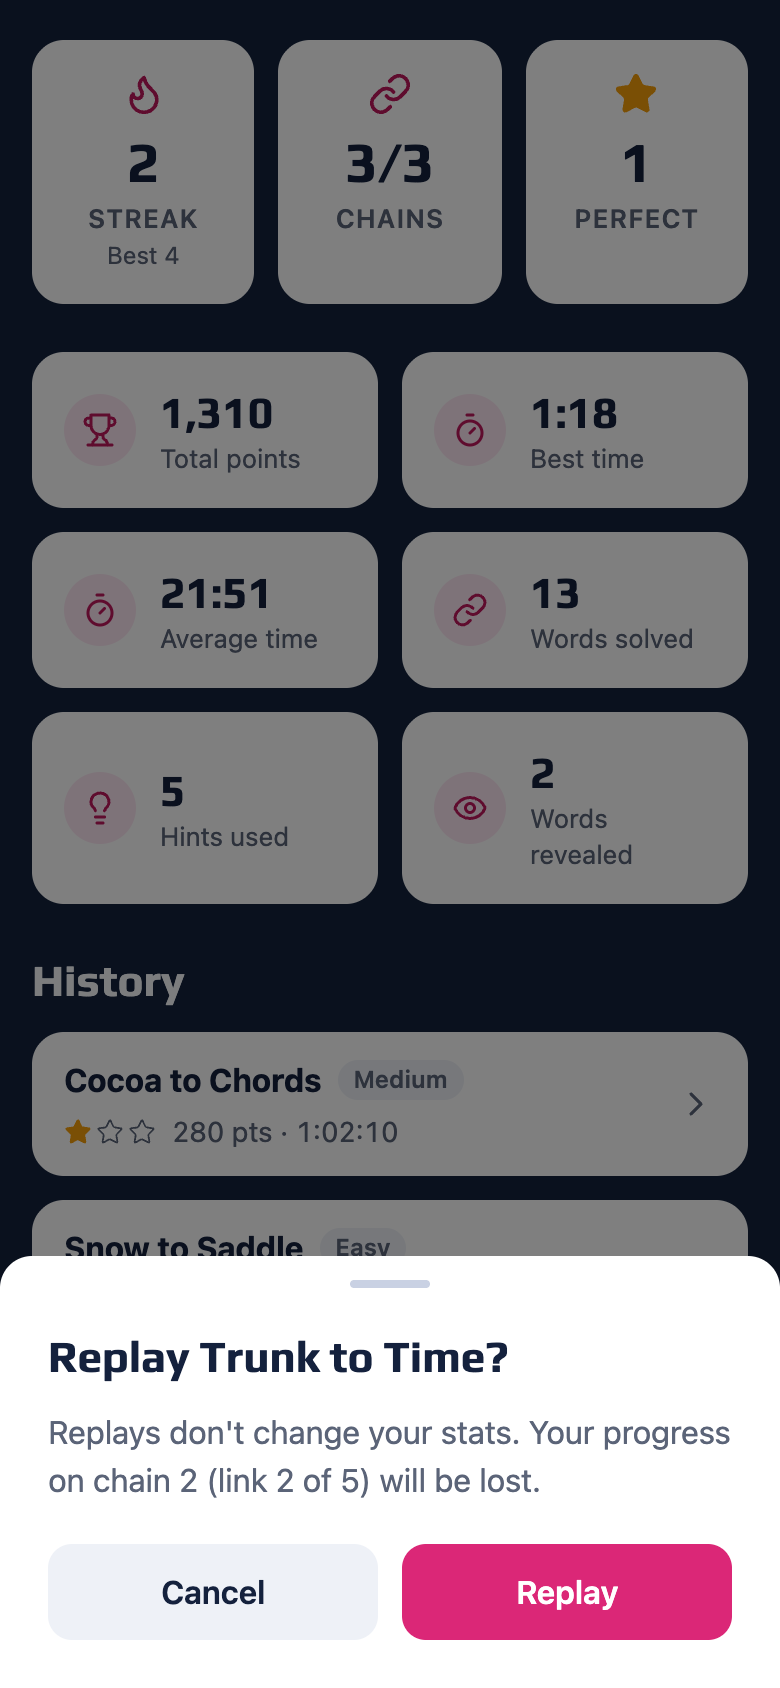 2
STREAK
Best 4
3/3
CHAINS
1
PERFECT
1,310
Total points
1:18
Best time
21:51
Average time
13
Words solved
5
Hints used
2
Words
revealed
History
Cocoa to Chords Medium
280 pts · 1:02:10
Snow to Saddle Easy
Replay Trunk to Time?
Replays don't change your stats. Your progress
on chain 2 (link 2 of 5) will be lost.
Cancel
Replay